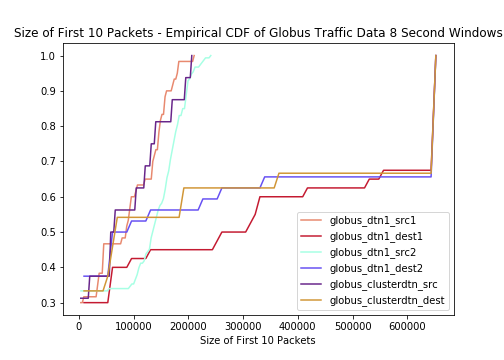 Size of First 10 Packets - Empirical CDF of Globus Traffic Data 8 Second Windows
1.0
0.9
0.8
0.7
0.6
0.5
0.4
0.3
globus_dtn1_src1
globus_dtn1_dest1
globus_dtn1_src2
globus_dtn1_dest2
globus_clusterdtn_src
globus_clusterdtn_dest
0 100000 200000 300000 400000 500000 600000
Size of First 10 Packets